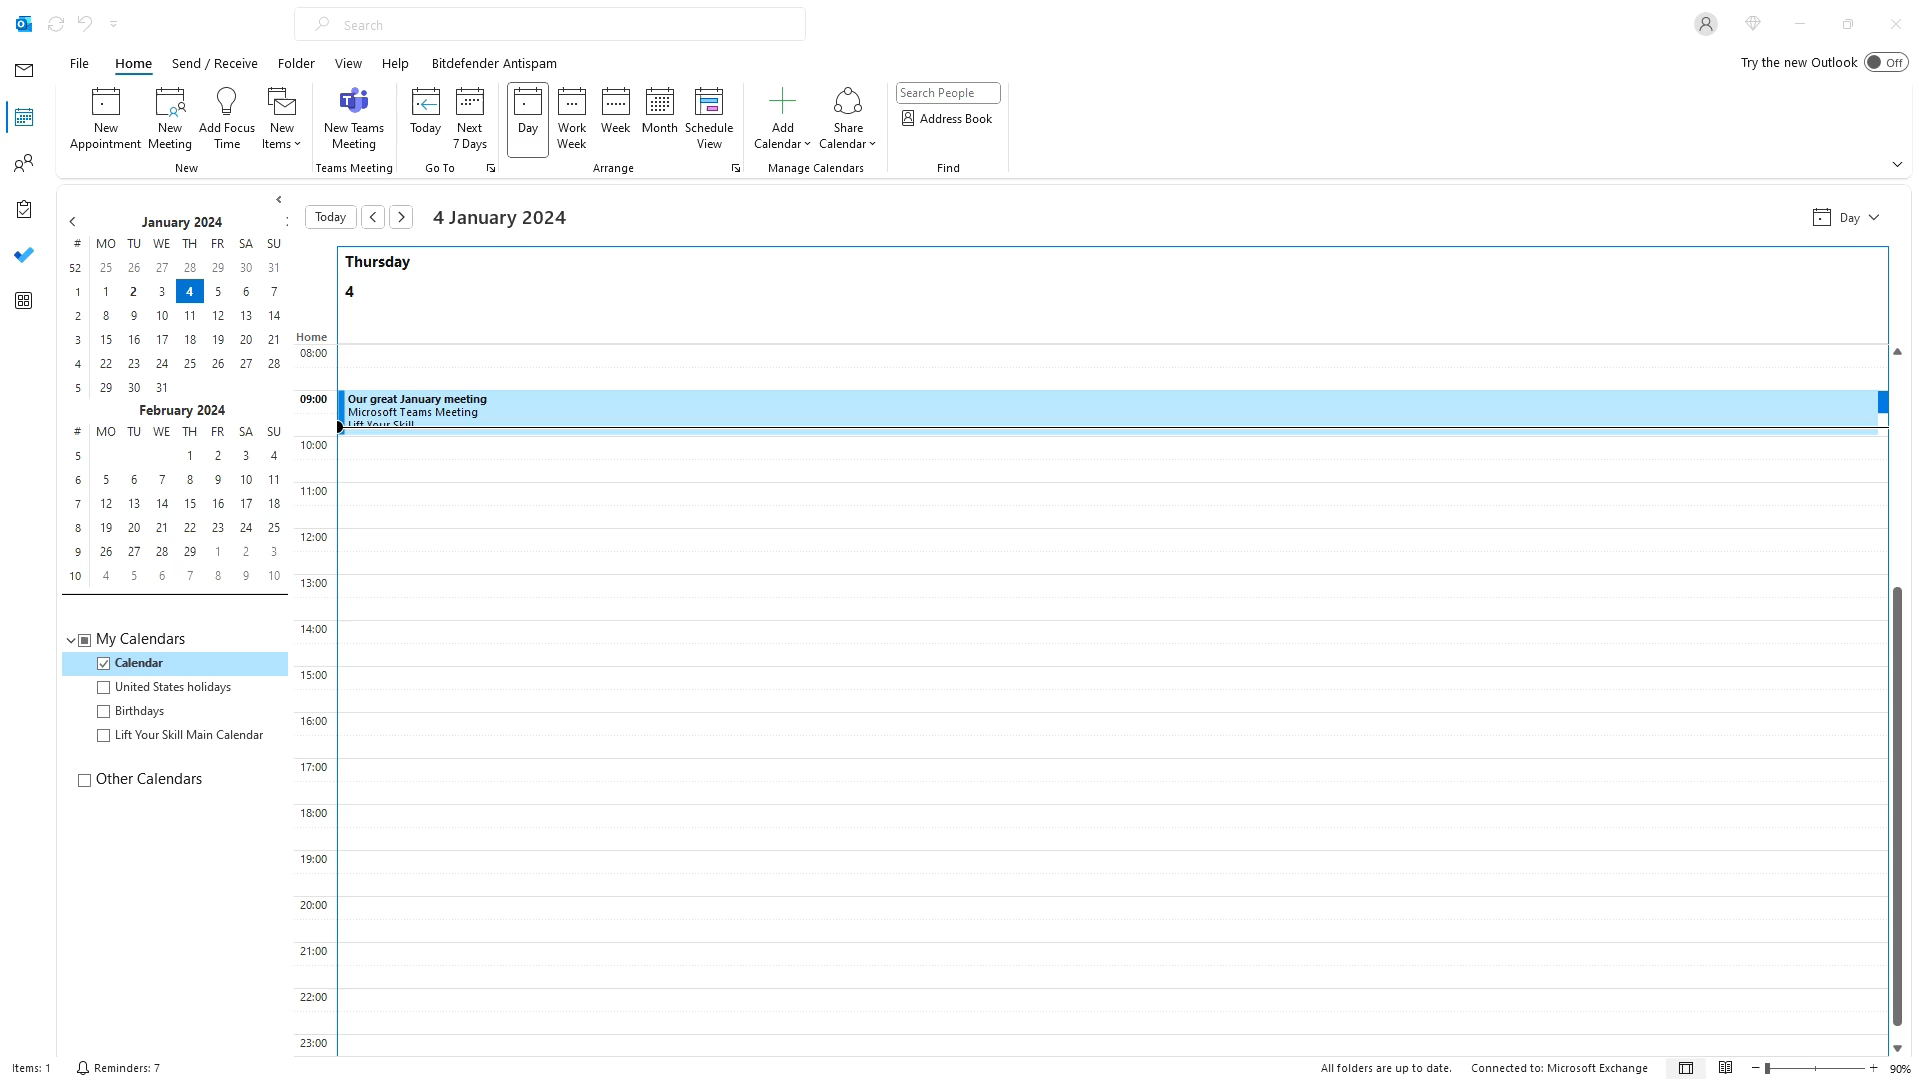 Search
File Home Send / Receive Folder View Help Bitdefender Antispam
Try the new Outlook Off
New Appointment
New Meeting
Add Focus Time
New Items
New
New Teams Meeting
Teams Meeting
Today
Next 7 Days
Go To
Day
Work Week
Week
Month
Schedule View
Arrange
Add Calendar
Share Calendar
Manage Calendars
Search People
Address Book
Find
January 2024
# MO TU WE TH FR SA SU
52 25 26 27 28 29 30 31
1 1 2 3 4 5 6 7
2 8 9 10 11 12 13 14
3 15 16 17 18 19 20 21
4 22 23 24 25 26 27 28
5 29 30 31
February 2024
# MO TU WE TH FR SA SU
5 1 2 3 4
6 5 6 7 8 9 10 11
7 12 13 14 15 16 17 18
8 19 20 21 22 23 24 25
9 26 27 28 29 1 2 3
10 4 5 6 7 8 9 10
My Calendars
Calendar
United States holidays
Birthdays
Lift Your Skill Main Calendar
Other Calendars
Today 4 January 2024
Day
Thursday
4
Home
08:00
09:00
Our great January meeting
Microsoft Teams Meeting
Lift Your Skill
10:00
11:00
12:00
13:00
14:00
15:00
16:00
17:00
18:00
19:00
20:00
21:00
22:00
23:00
Items: 1 Reminders: 7
All folders are up to date. Connected to: Microsoft Exchange
90%